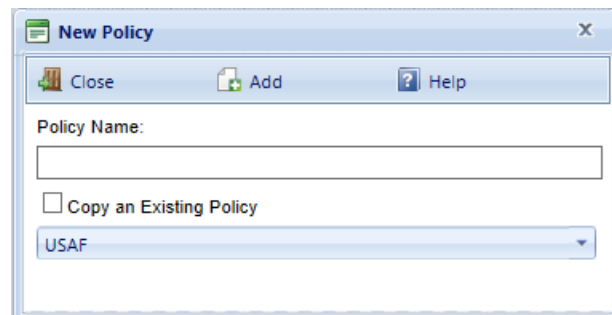 New Policy x
Close Add ? Help
Policy Name:
Copy an Existing Policy
USAF